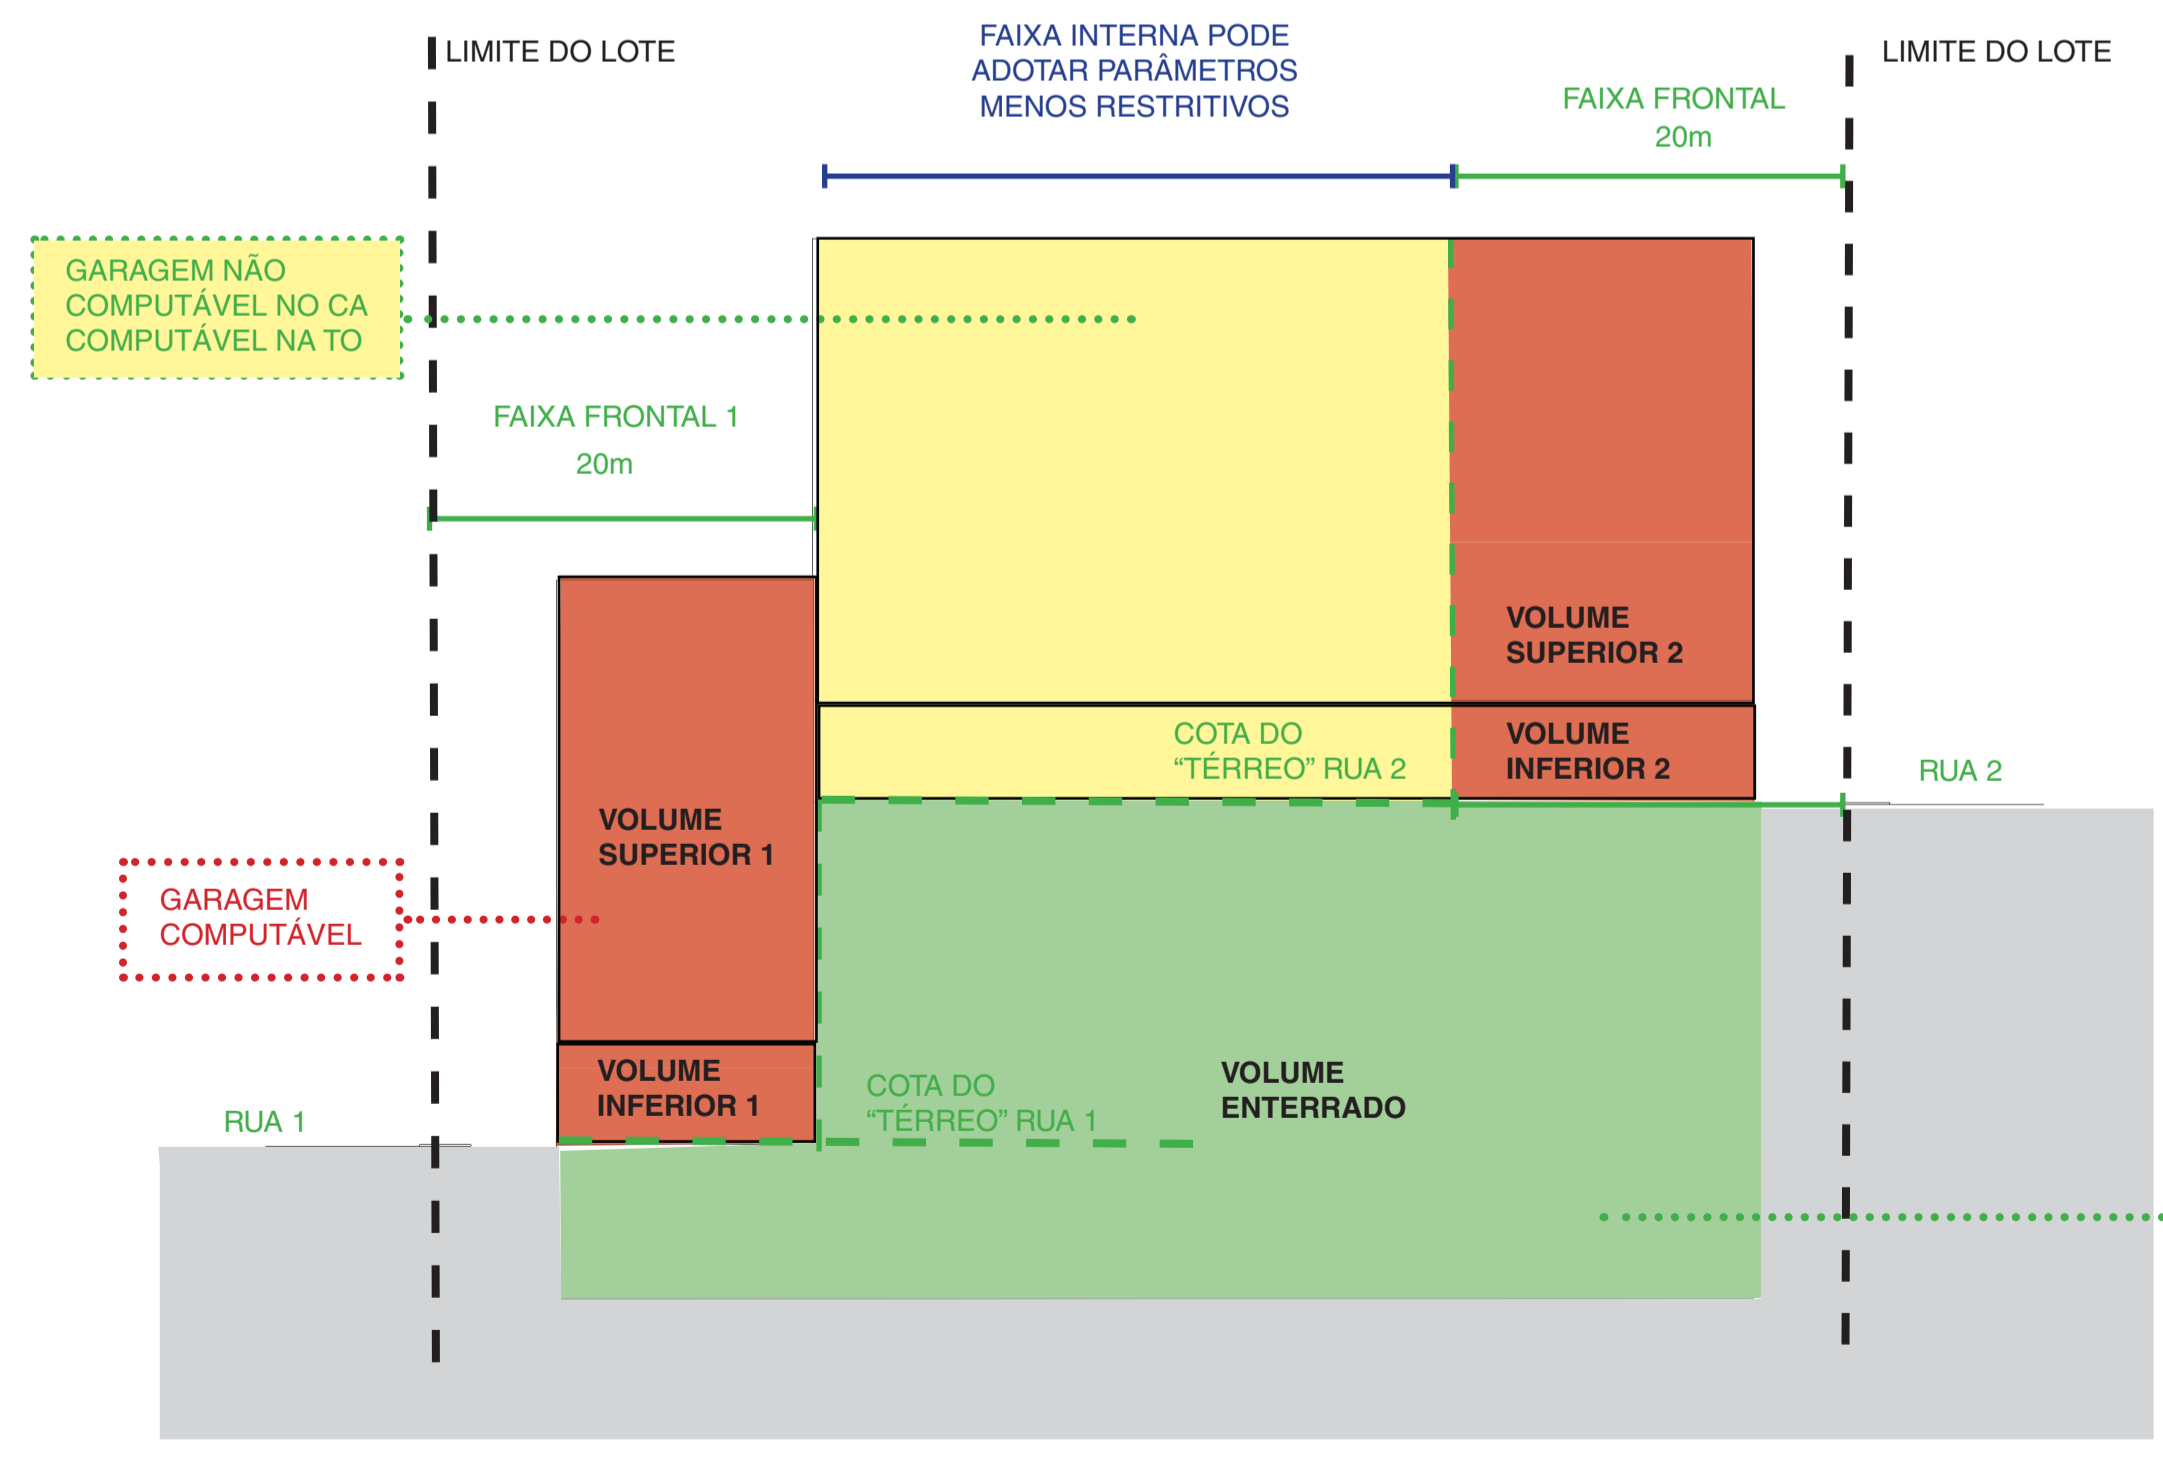 LIMITE DO LOTE
FAIXA INTERNA PODE
ADOTAR PARÂMETROS
MENOS RESTRITIVOS
LIMITE DO LOTE
FAIXA FRONTAL
20m
GARAGEM NÃO
COMPUTÁVEL NO CA
COMPUTÁVEL NA TO
FAIXA FRONTAL 1
20m
VOLUME
SUPERIOR 2
COTA DO
“TÉRREO” RUA 2
VOLUME
INFERIOR 2
RUA 2
VOLUME
SUPERIOR 1
GARAGEM
COMPUTÁVEL
VOLUME
INFERIOR 1
COTA DO
“TÉRREO” RUA 1
VOLUME
ENTERRADO
RUA 1